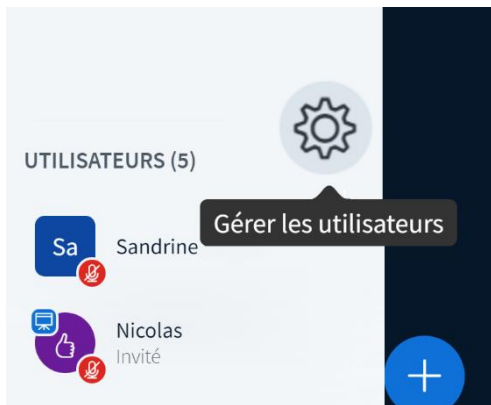 UTILISATEURS (5)
Gérer les utilisateurs
Sa
Sandrine
Nicolas
Invité